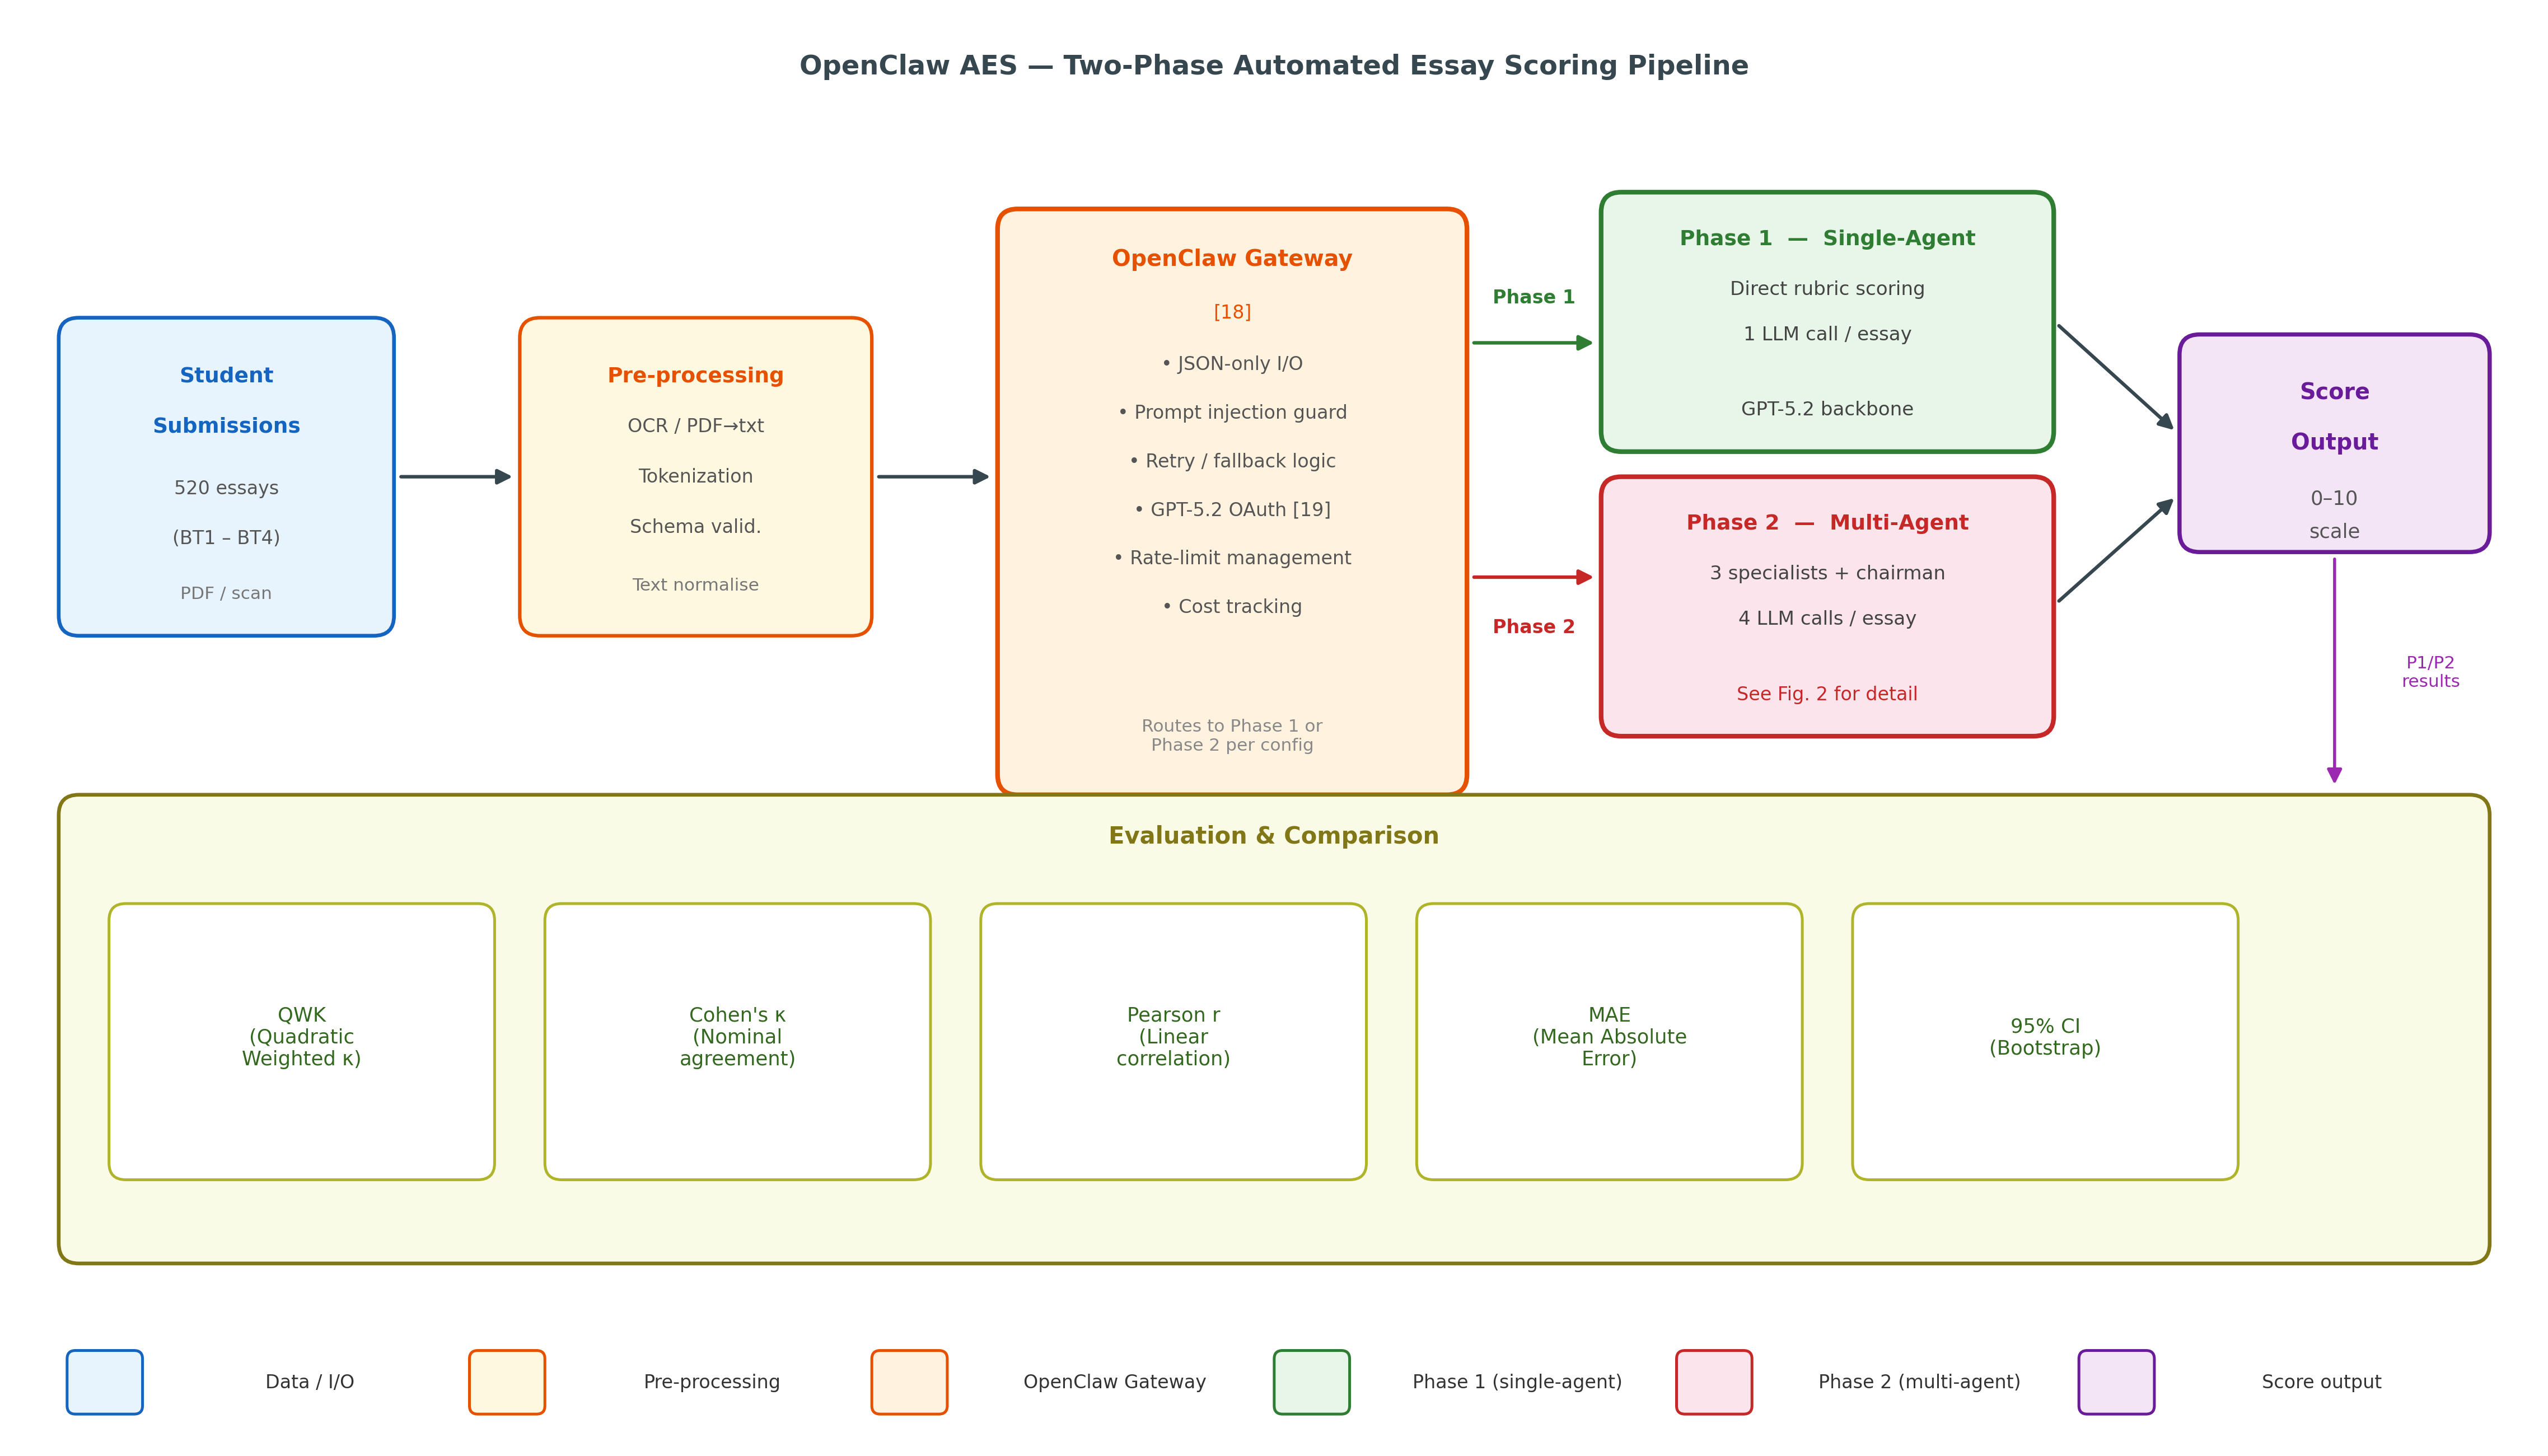 OpenClaw AES — Two-Phase Automated Essay Scoring Pipeline
Student
Submissions
520 essays
(BT1 – BT4)
PDF / scan
Pre-processing
OCR / PDF→txt
Tokenization
Schema valid.
Text normalise
OpenClaw Gateway
[18]
• JSON-only I/O
• Prompt injection guard
• Retry / fallback logic
• GPT-5.2 OAuth [19]
• Rate-limit management
• Cost tracking
Routes to Phase 1 or
Phase 2 per config
Phase 1
Phase 2
Phase 1 — Single-Agent
Direct rubric scoring
1 LLM call / essay
GPT-5.2 backbone
Phase 2 — Multi-Agent
3 specialists + chairman
4 LLM calls / essay
See Fig. 2 for detail
Score
Output
0–10
scale
P1/P2
results
Evaluation & Comparison
QWK
(Quadratic
Weighted κ)
Cohen's κ
(Nominal
agreement)
Pearson r
(Linear
correlation)
MAE
(Mean Absolute
Error)
95% CI
(Bootstrap)
Data / I/O
Pre-processing
OpenClaw Gateway
Phase 1 (single-agent)
Phase 2 (multi-agent)
Score output